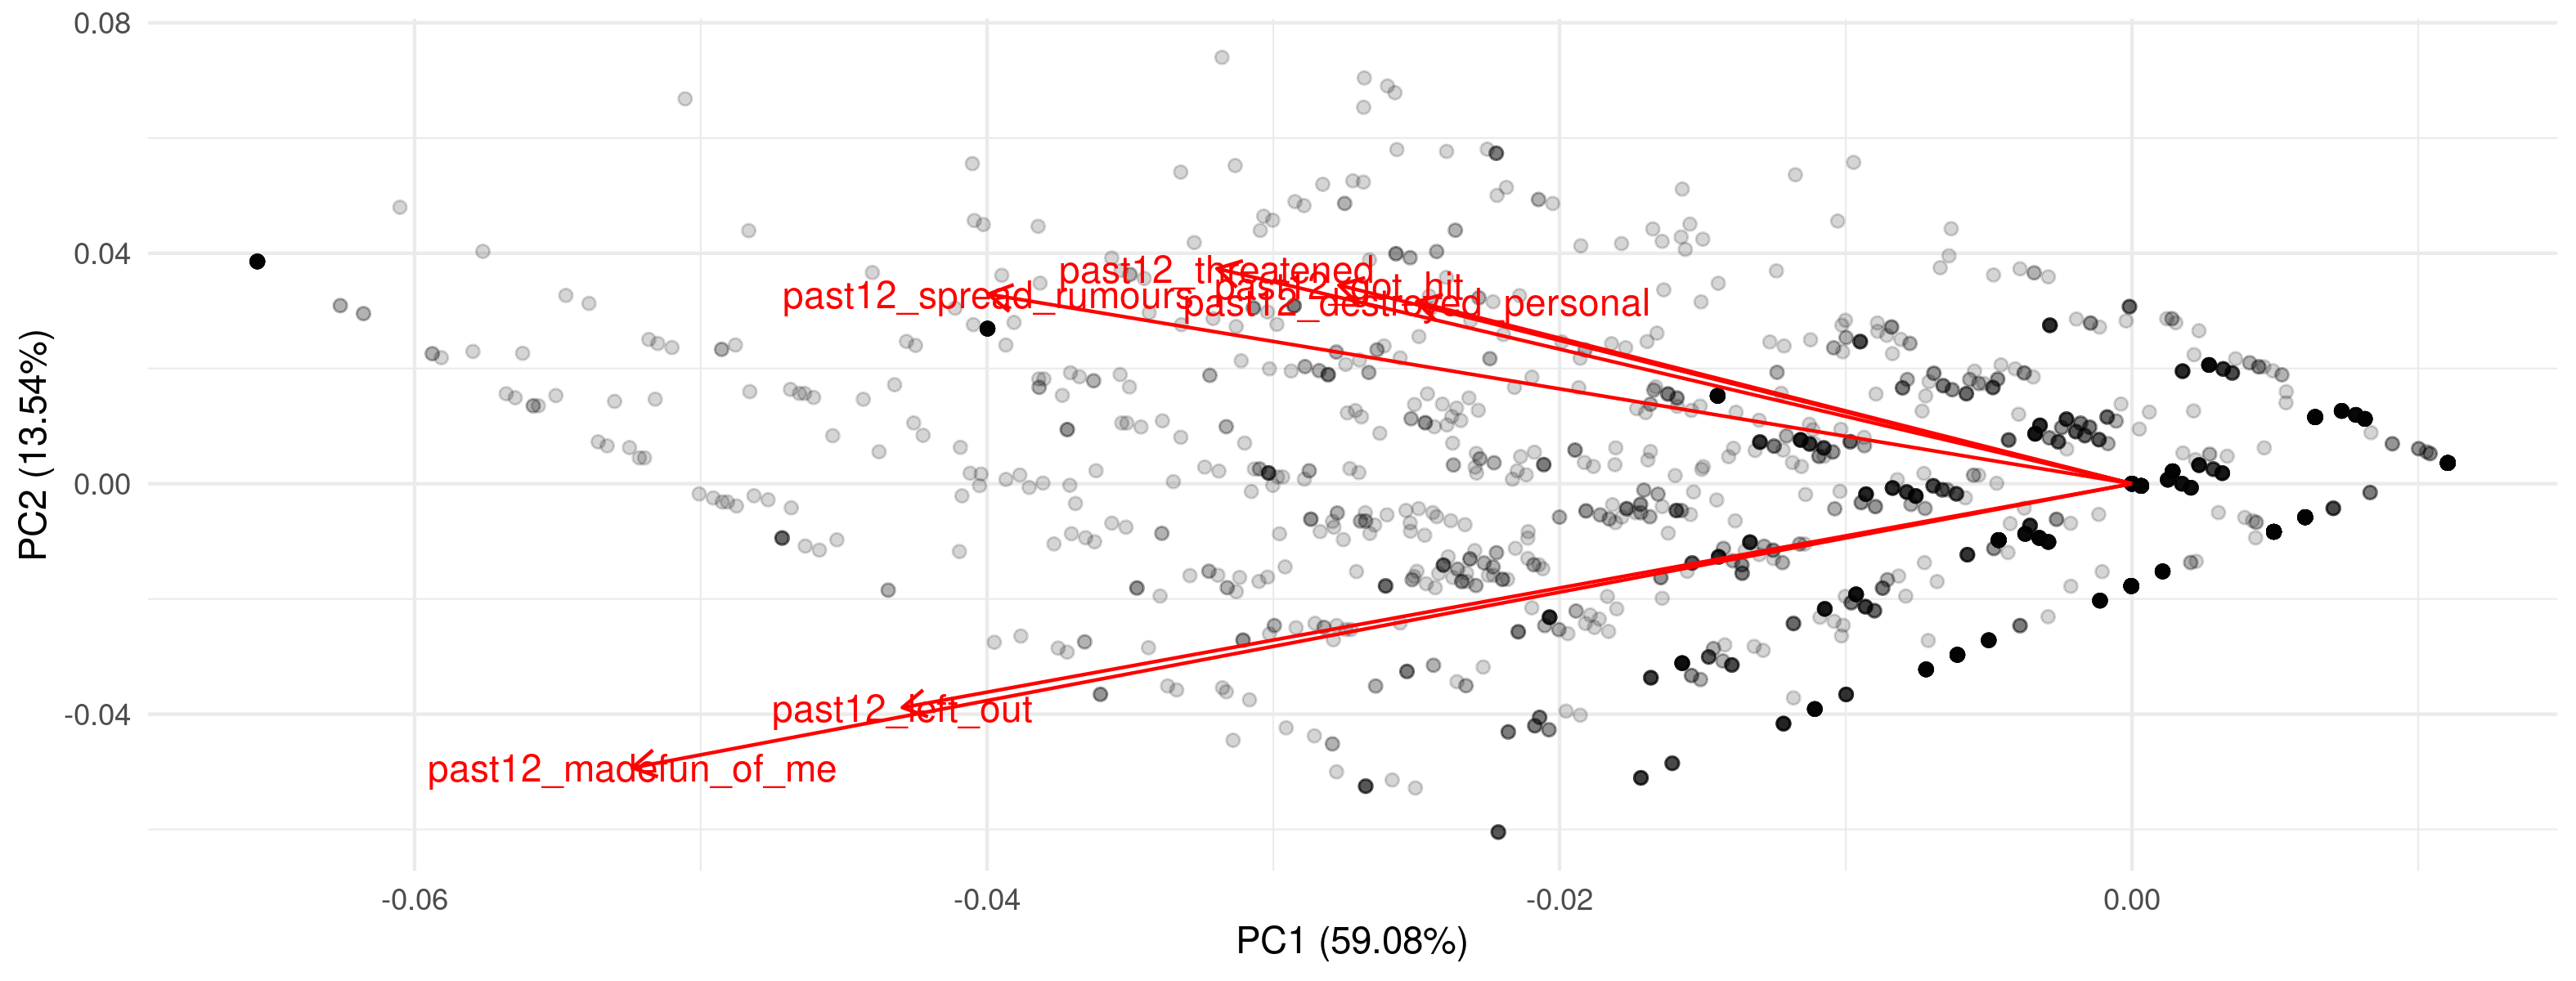 0.08
0.04
0.00
-0.04
PC2 (13.54%)
past12_threatened
past12_got_hit
past12_spread_rumours
past12_destroyed_personal
past12_left_out
past12_madefun_of_me
-0.06
-0.04
-0.02
0.00
PC1 (59.08%)